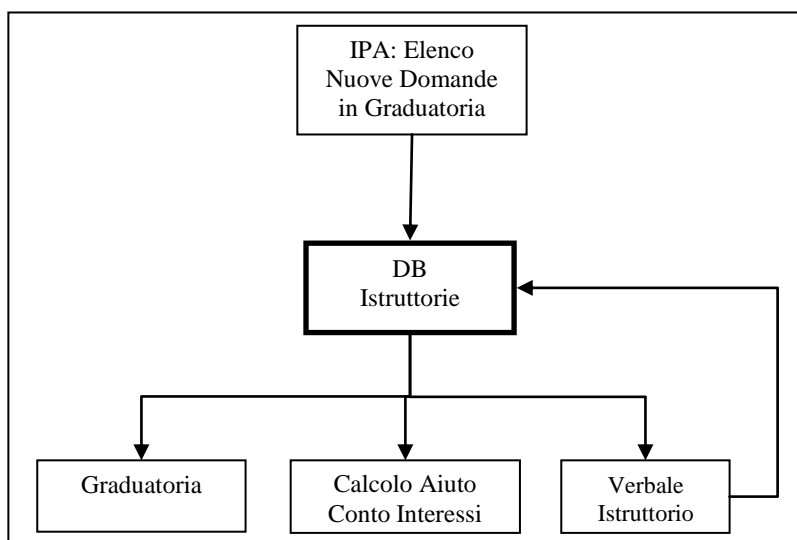 IPA: Elenco
Nuove Domande
in Graduatoria
DB
Istruttorie
Graduatoria
Calcolo Aiuto
Conto Interessi
Verbale
Istruttorio